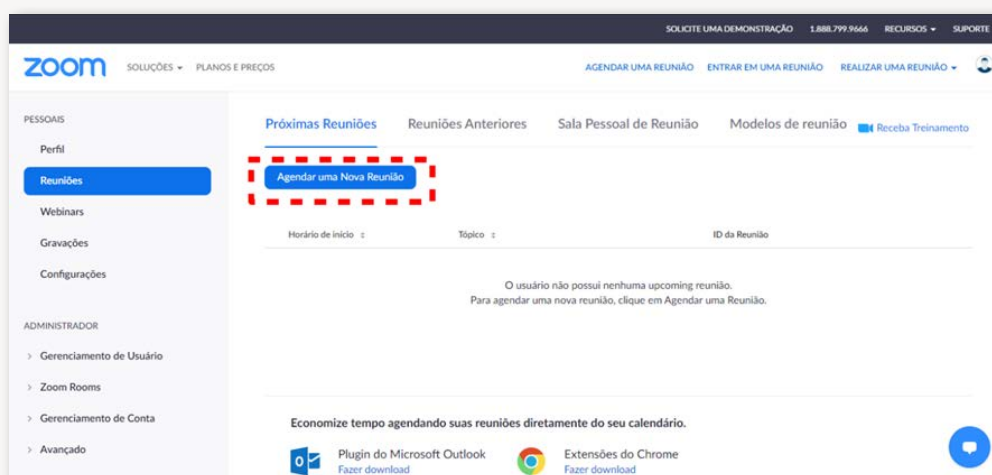 SOLICITE UMA DEMONSTRAÇÃO 1.888.799.9666 RECURSOS SUPORTE
zoom SOLUÇÕES PLANOS E PREÇOS AGENDAR UMA REUNIÃO ENTRAR EM UMA REUNIÃO REALIZAR UMA REUNIÃO
PESSOAIS
Perfil
Reuniões
Webinars
Gravações
Configurações
ADMINISTRADOR
Gerenciamento de Usuário
Zoom Rooms
Gerenciamento de Conta
Avançado
Próximas Reuniões Reuniões Anteriores Sala Pessoal de Reunião Modelos de reunião Receba Treinamento
Agendar uma Nova Reunião
Horário de início Tópico ID da Reunião
O usuário não possui nenhuma upcoming reunião.
Para agendar uma nova reunião, clique em Agendar uma Reunião.
Economize tempo agendando suas reuniões diretamente do seu calendário.
Plugin do Microsoft Outlook
Fazer download
Extensões do Chrome
Fazer download